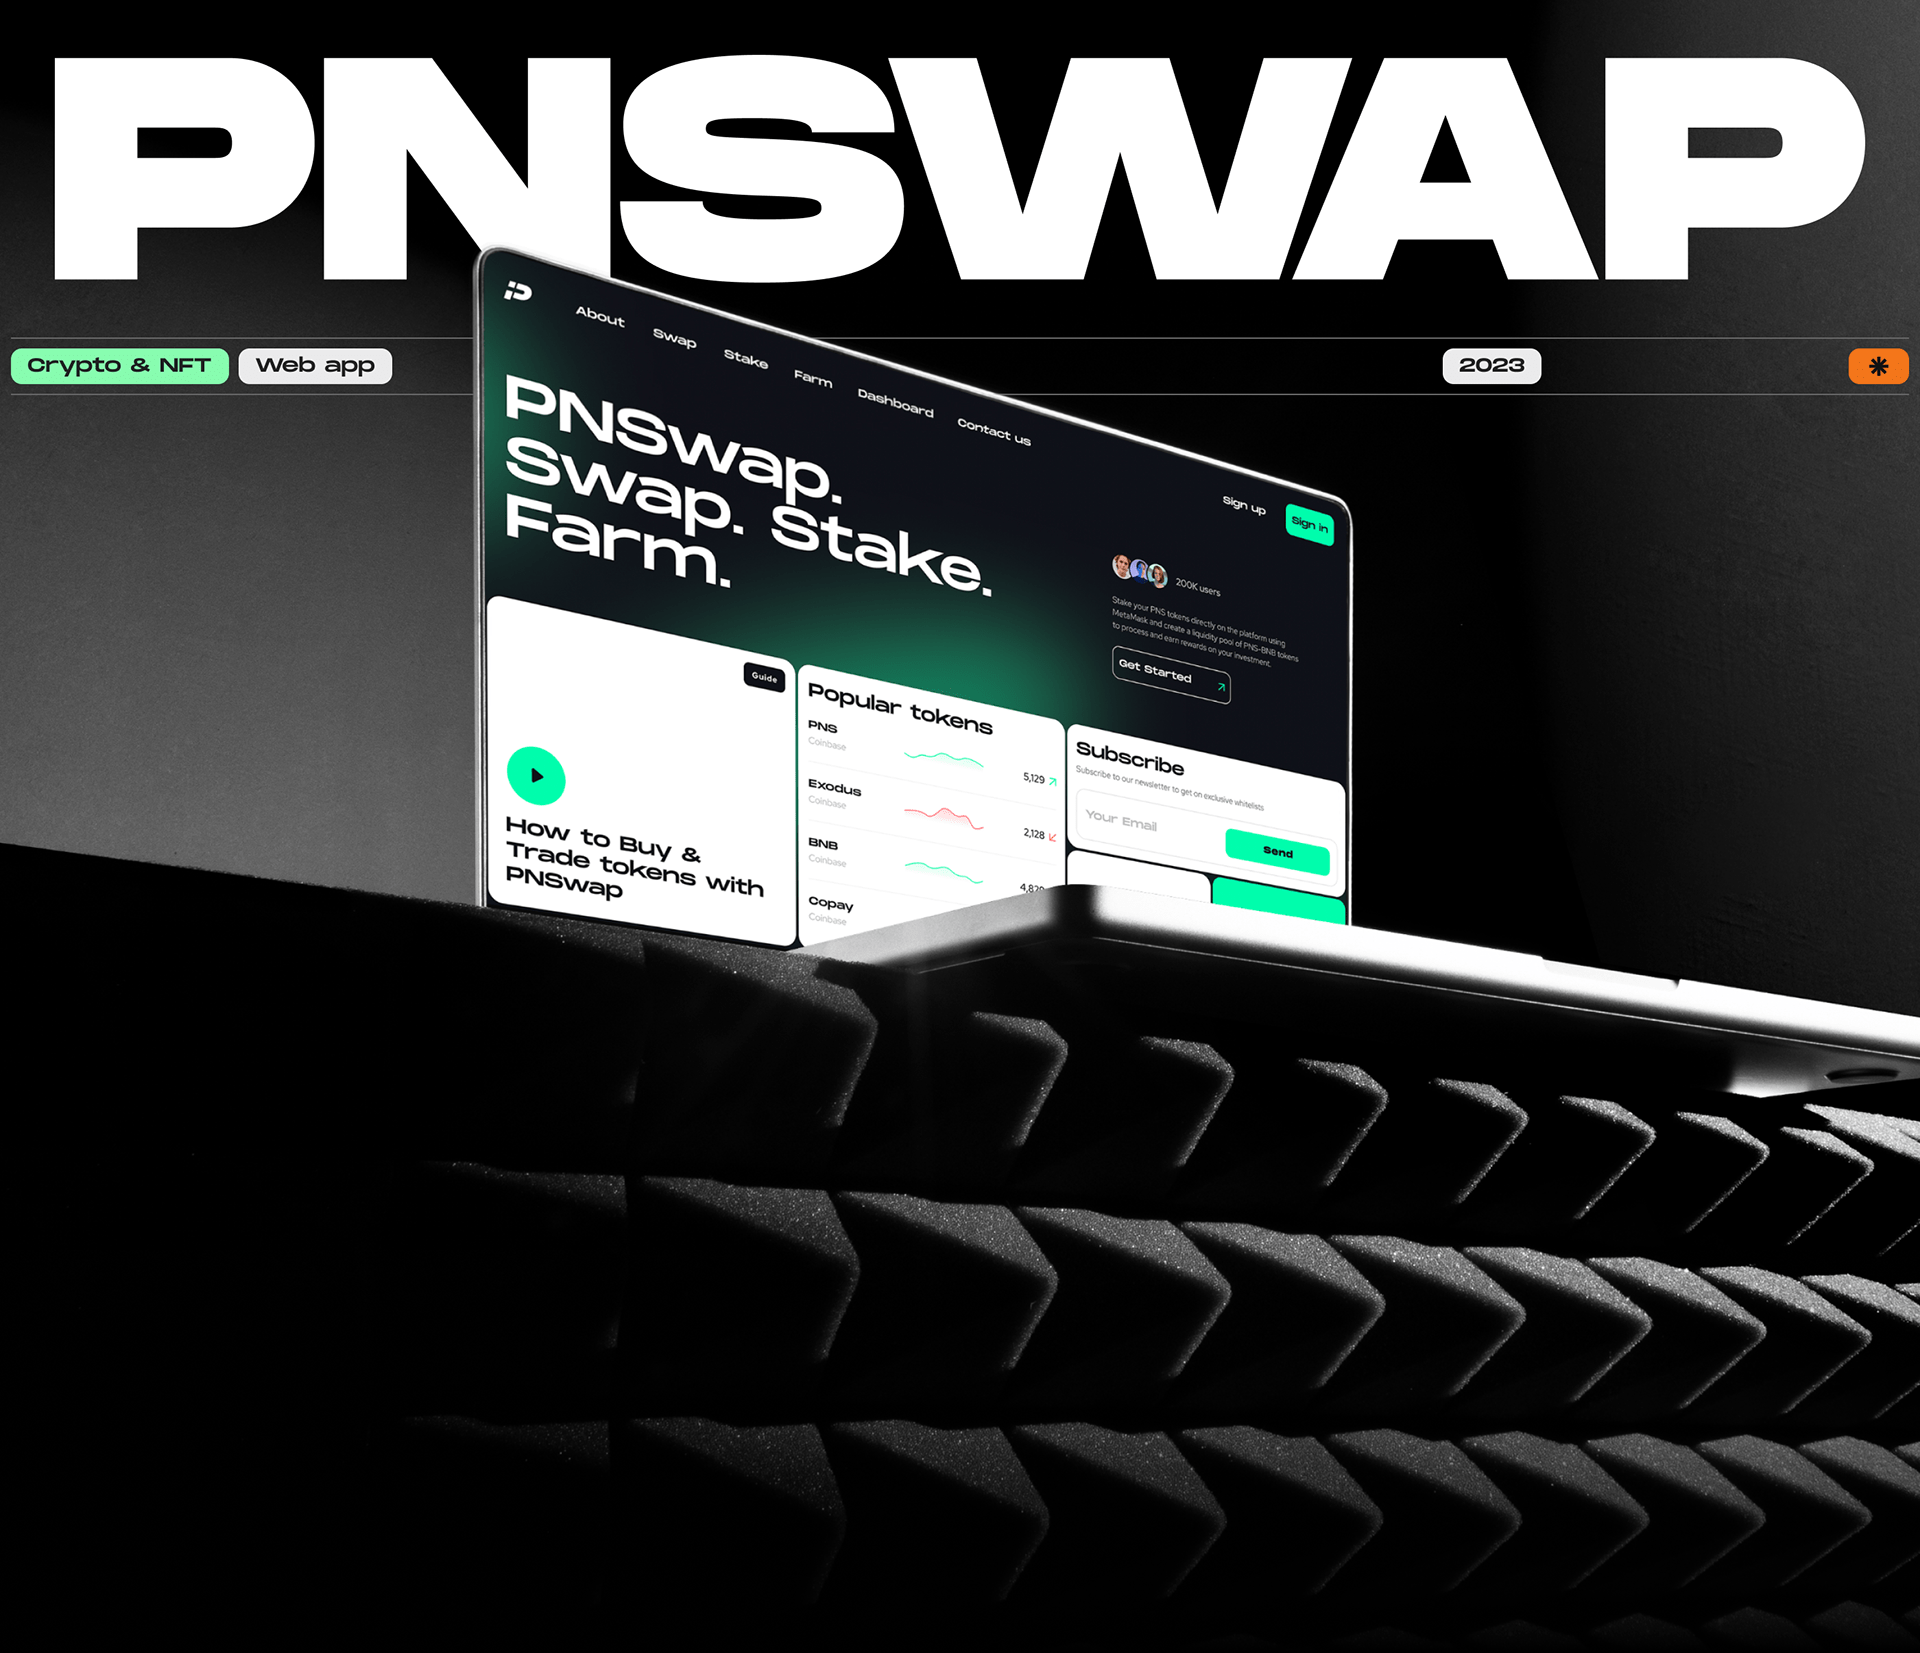 PNSWAP
Crypto & NFT
Web app
2023
About
Swap
Stake
Farm
Dashboard
Contact us
Sign up
Sign in
PNSwap.
Swap. Stake.
Farm.
200K users
Stake your PNS tokens directly on the platform using
MetaMask and create a liquidity pool of PNS-BNB tokens
to process and earn rewards on your investment.
Get Started
Guide
How to Buy &
Trade tokens with
PNSwap
Popular tokens
PNS
Coinbase
5,129
Exodus
Coinbase
2,128
BNB
Coinbase
Copay
Coinbase
Subscribe
Subscribe to our newsletter to get on exclusive whitelists
Your Email
Send